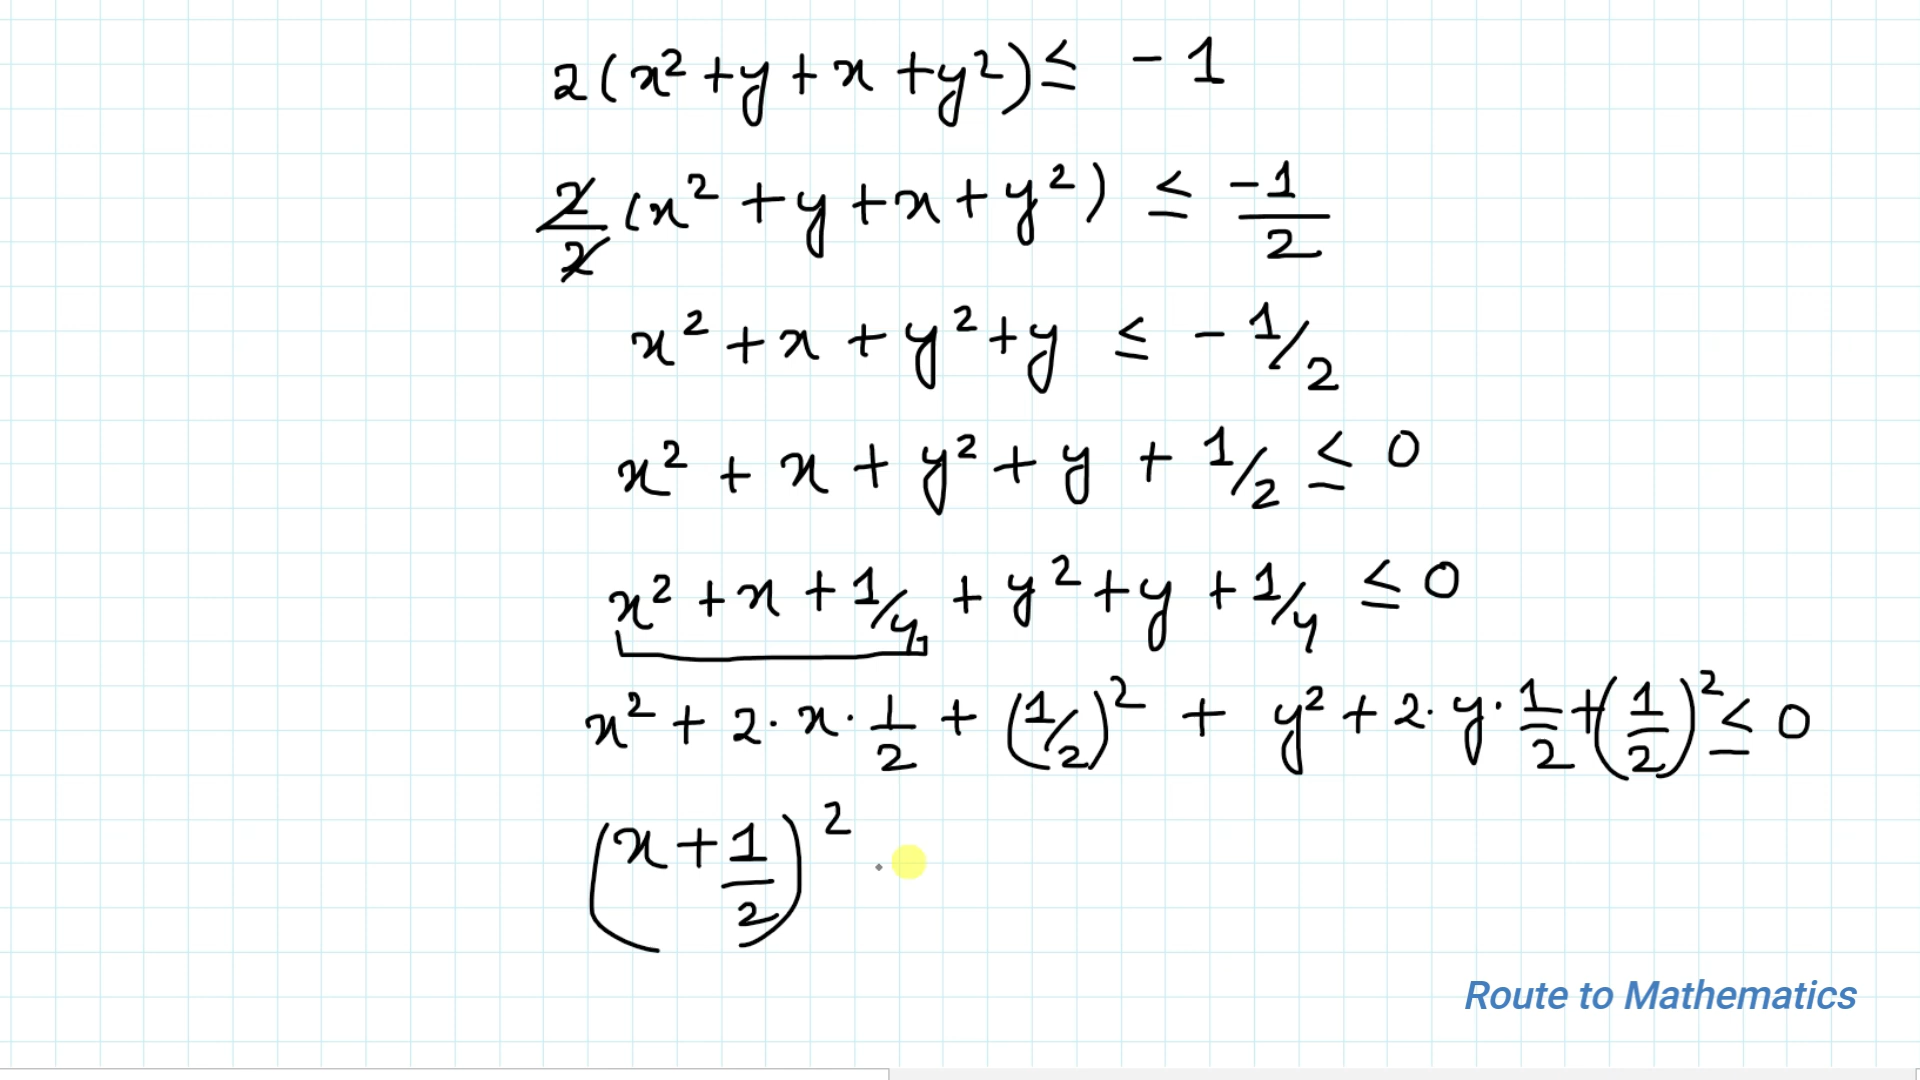 2(x²+y+x+y²) ≤ -1
2/2 (x²+y+x+y²) ≤ -1/2
x²+x+y²+y ≤ -1/2
x²+x+y²+y+1/2 ≤ 0
x²+x+1/4+y²+y+1/4 ≤ 0
x²+2·x·1/2+(1/2)²+y²+2·y·1/2+(1/2)² ≤ 0
(x+1/2)²
Route to Mathematics